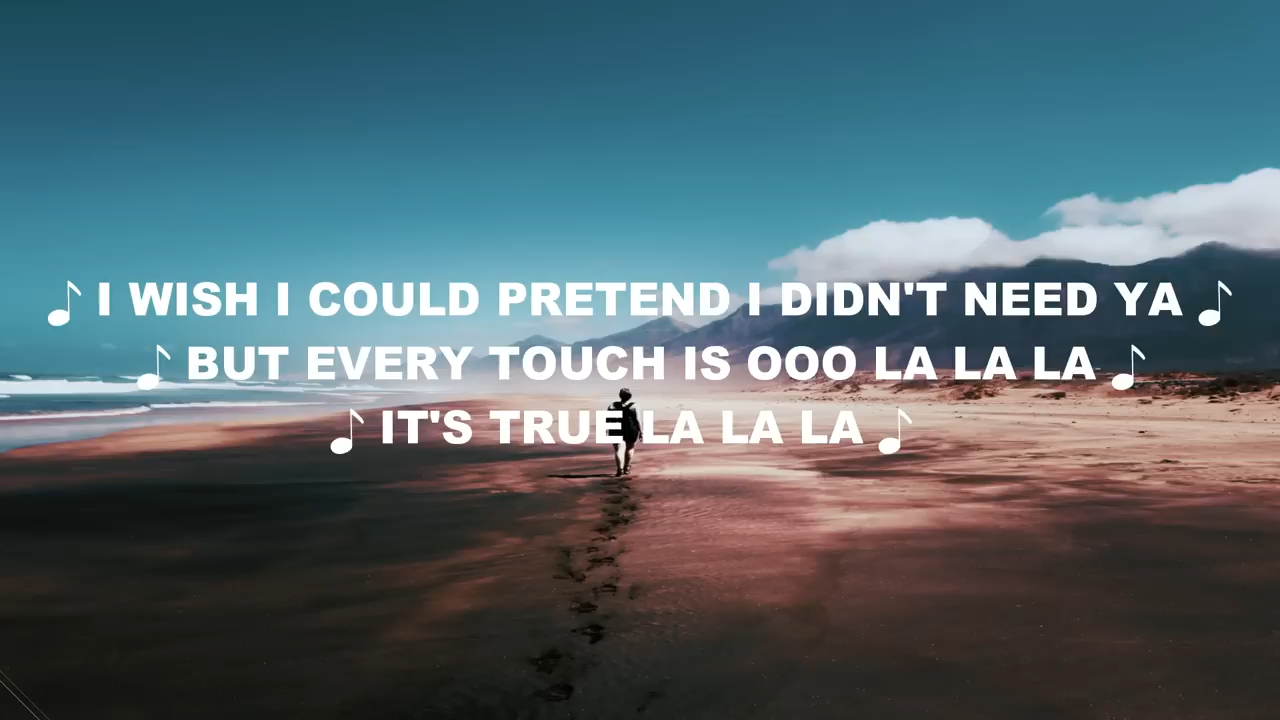 ♪ I WISH I COULD PRETEND I DIDN'T NEED YA ♪
♪ BUT EVERY TOUCH IS OOO LA LA LA ♪
♪ IT'S TRUE LA LA LA ♪